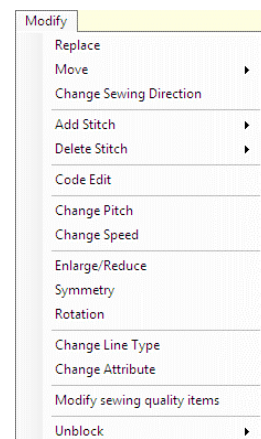 Modify
Replace
Move
Change Sewing Direction
Add Stitch
Delete Stitch
Code Edit
Change Pitch
Change Speed
Enlarge/Reduce
Symmetry
Rotation
Change Line Type
Change Attribute
Modify sewing quality items
Unblock